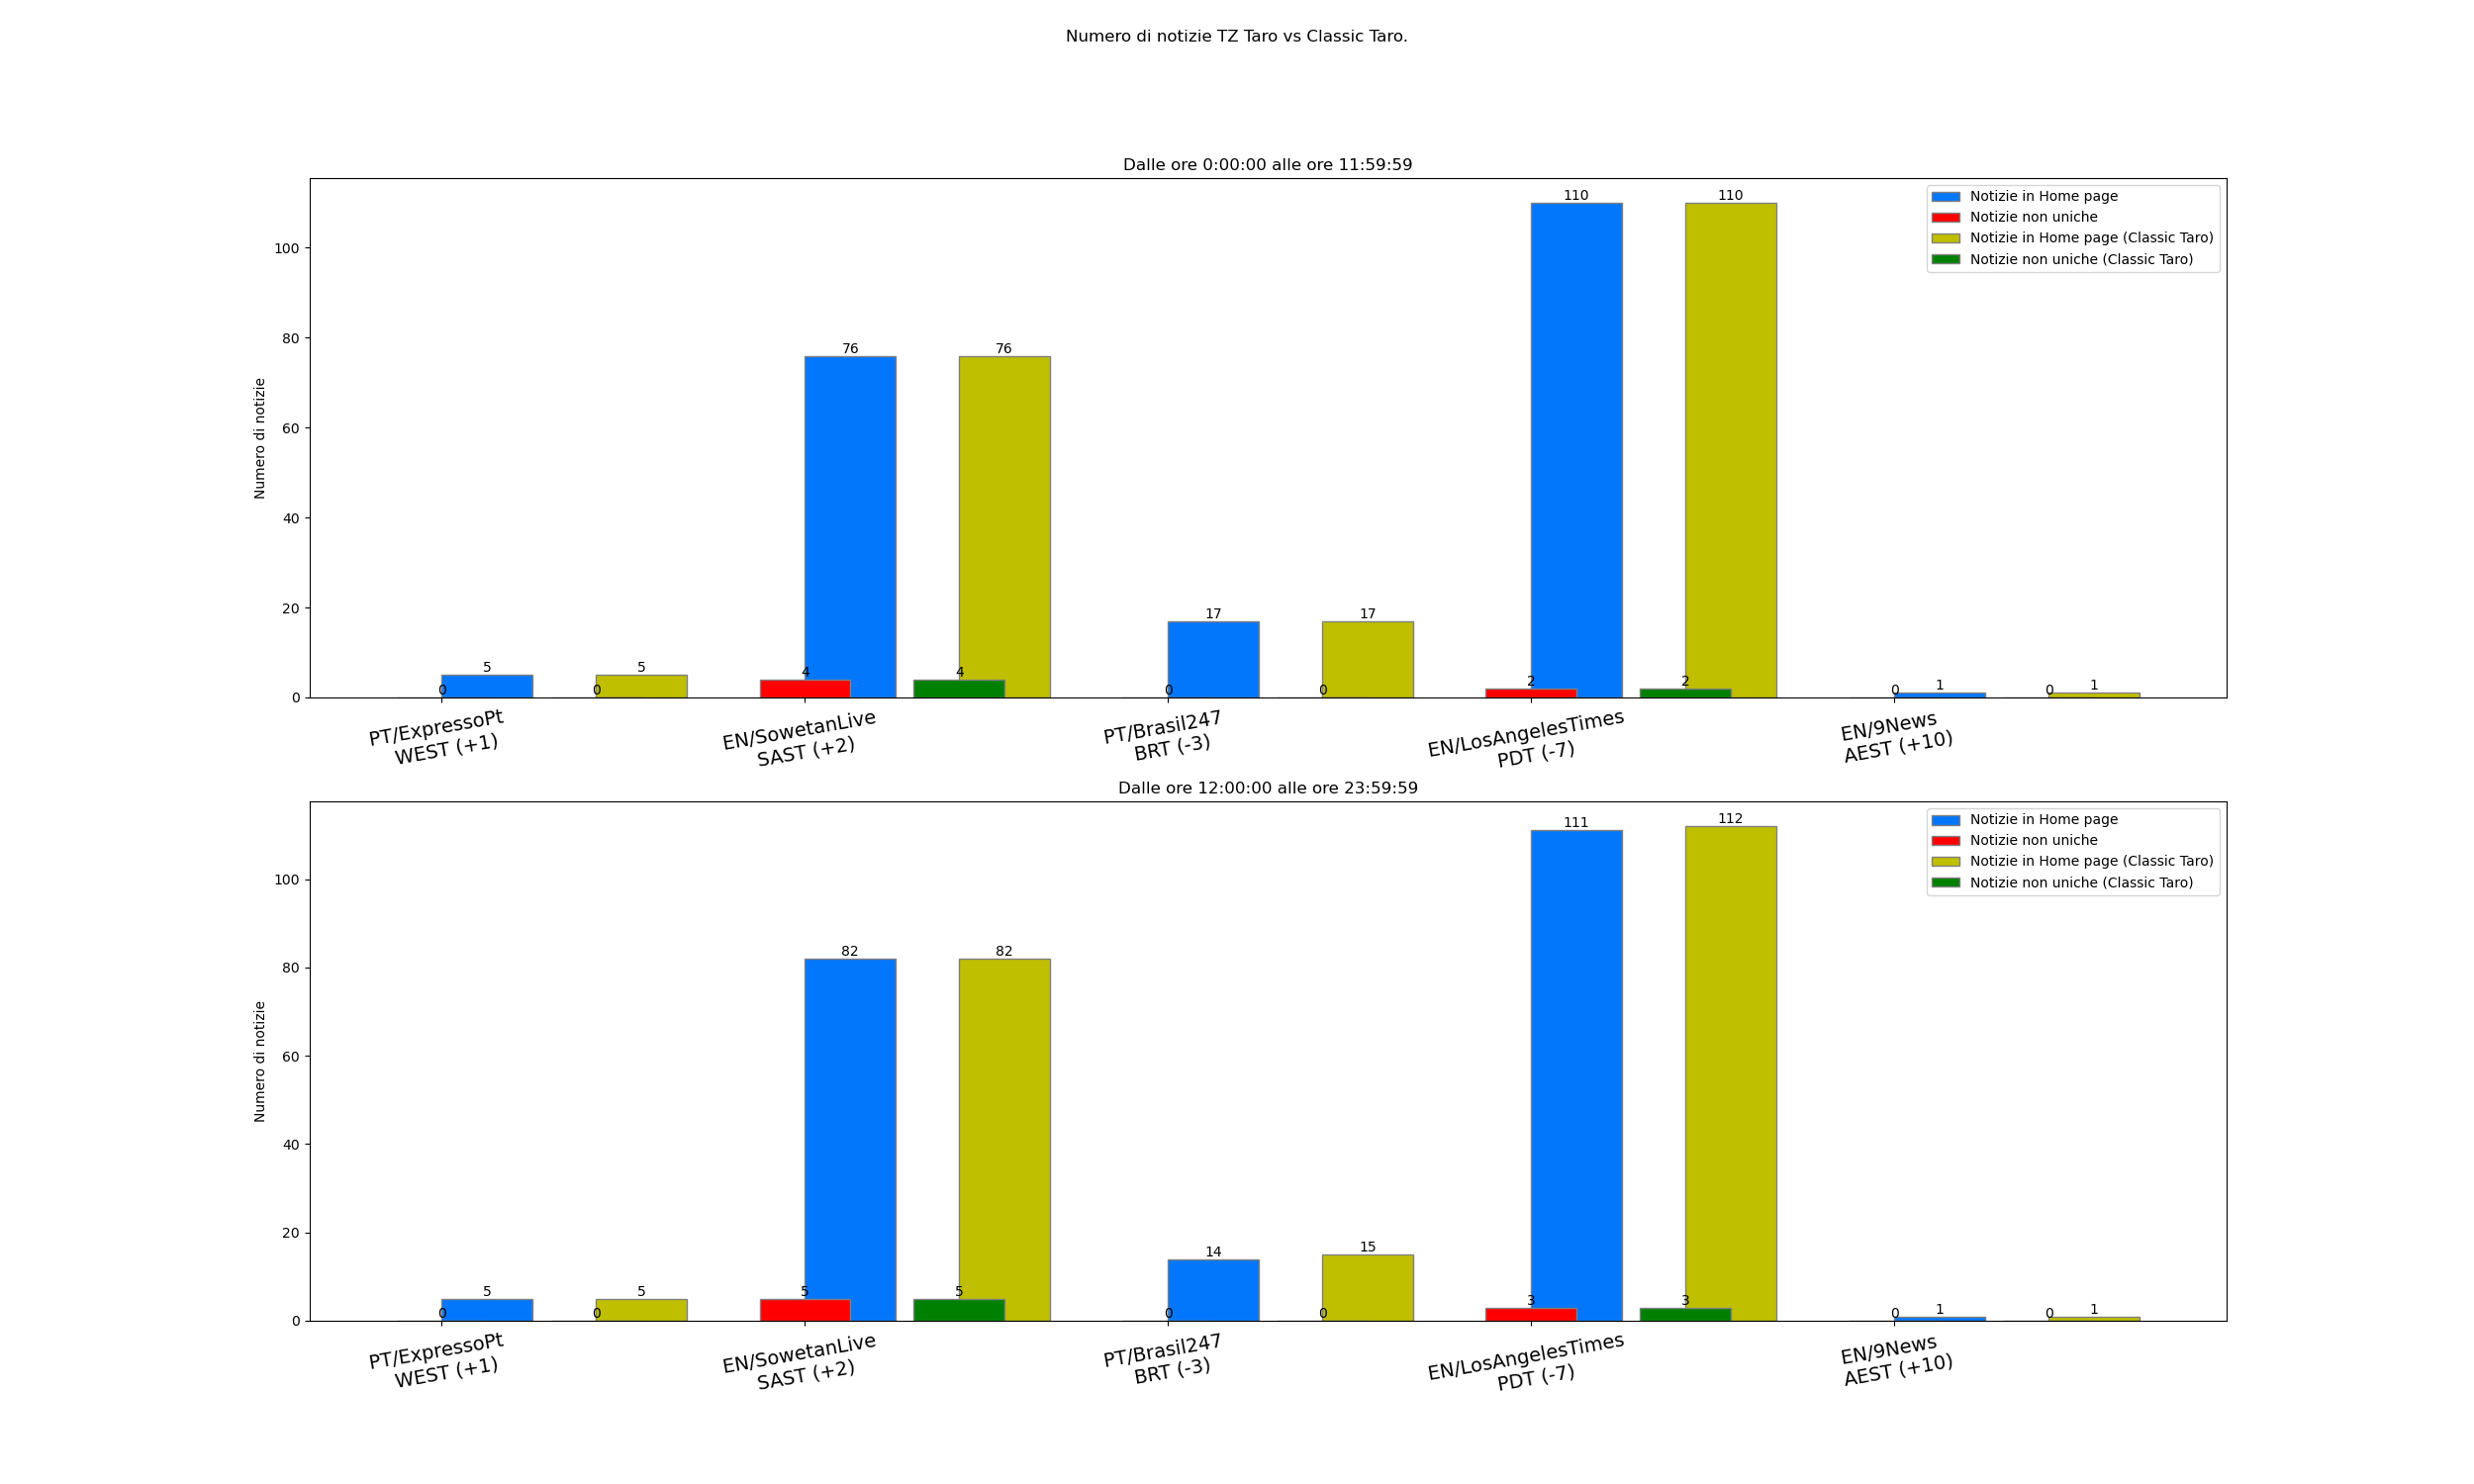 Numero di notizie TZ Taro vs Classic Taro.
Dalle ore 0:00:00 alle ore 11:59:59
Numero di notizie
100
80
60
40
20
0
Notizie in Home page
Notizie non uniche
Notizie in Home page (Classic Taro)
Notizie non uniche (Classic Taro)
0
5
0
5
4
76
4
76
0
17
0
17
2
110
2
110
0
1
0
1
PT/ExpressoPt
WEST (+1)
EN/SowetanLive
SAST (+2)
PT/Brasil247
BRT (-3)
EN/LosAngelesTimes
PDT (-7)
EN/9News
AEST (+10)
Dalle ore 12:00:00 alle ore 23:59:59
Numero di notizie
100
80
60
40
20
0
Notizie in Home page
Notizie non uniche
Notizie in Home page (Classic Taro)
Notizie non uniche (Classic Taro)
0
5
0
5
5
82
5
82
0
14
0
15
3
111
3
112
0
1
0
1
PT/ExpressoPt
WEST (+1)
EN/SowetanLive
SAST (+2)
PT/Brasil247
BRT (-3)
EN/LosAngelesTimes
PDT (-7)
EN/9News
AEST (+10)